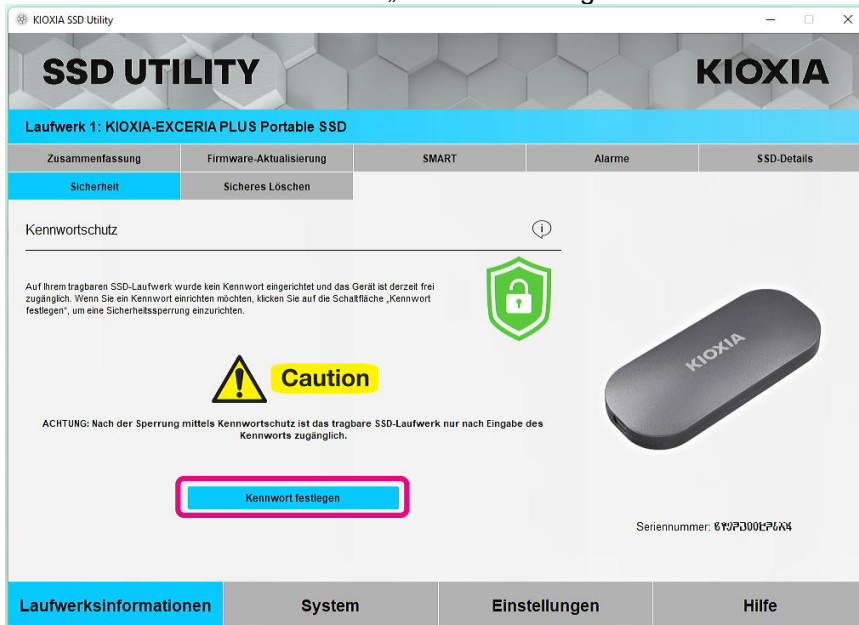 KIOXIA SSD Utility
SSD UTILITY
KIOXIA
Laufwerk 1: KIOXIA-EXCERIA PLUS Portable SSD
Zusammenfassung Firmware-Aktualisierung SMART Alarme SSD-Details
Sicherheit Sicheres Löschen
Kennwortschutz
Auf Ihrem tragbaren SSD-Laufwerk wurde kein Kennwort eingerichtet und das Gerät ist derzeit frei
zugänglich. Wenn Sie ein Kennwort einrichten möchten, klicken Sie auf die Schaltfläche „Kennwort
festlegen", um eine Sicherheitssperrung einzurichten.
KIOXIA
Caution
ACHTUNG: Nach der Sperrung mittels Kennwortschutz ist das tragbare SSD-Laufwerk nur nach Eingabe des
Kennworts zugänglich.
Kennwort festlegen
Seriennummer:
Laufwerksinformationen System Einstellungen Hilfe